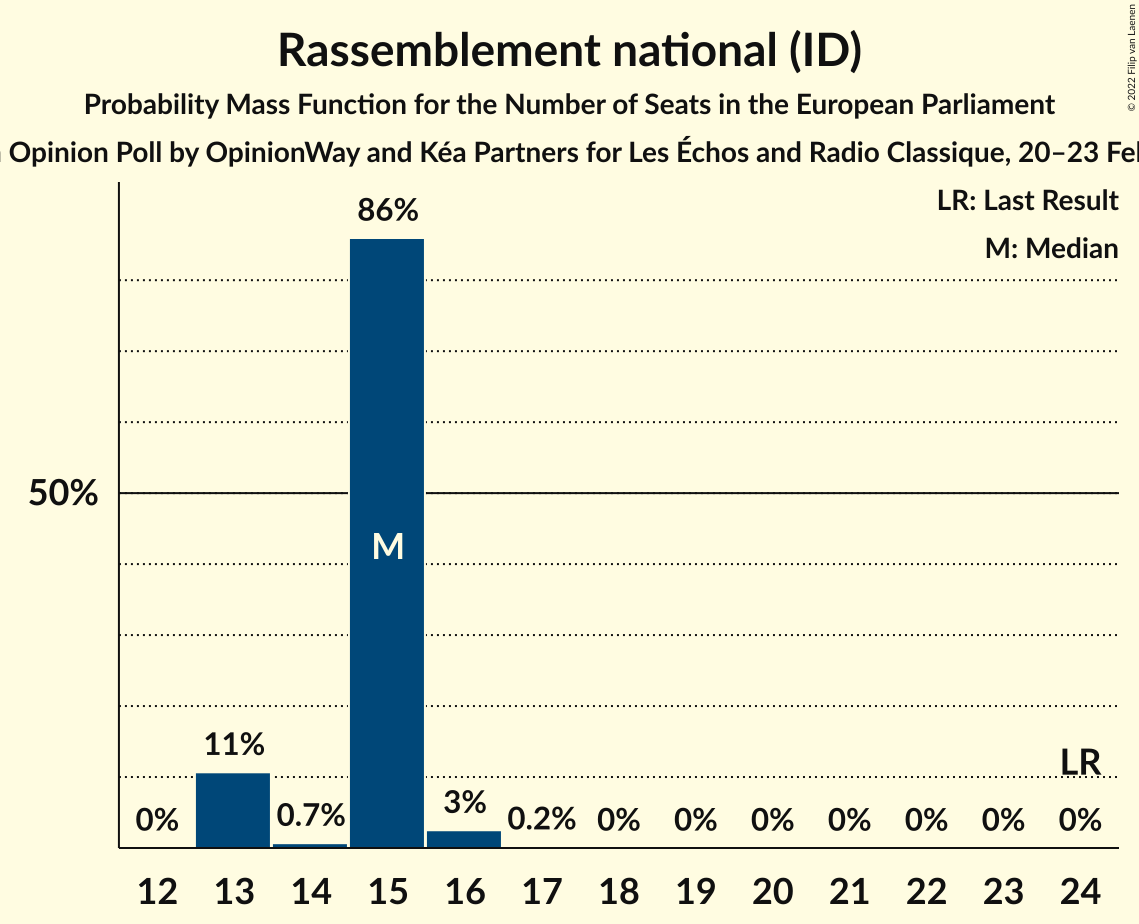 Rassemblement national (ID)
© 2022 Filip van Laenen
Probability Mass Function for the Number of Seats in the European Parliament
Opinion Poll by OpinionWay and Kéa Partners for Les Échos and Radio Classique, 20–23 Fe
LR: Last Result
M: Median
86%
50%
M
11%
0% 0.7% 3% 0.2% 0% 0% 0% 0% 0% 0% 0%
LR
12 13 14 15 16 17 18 19 20 21 22 23 24